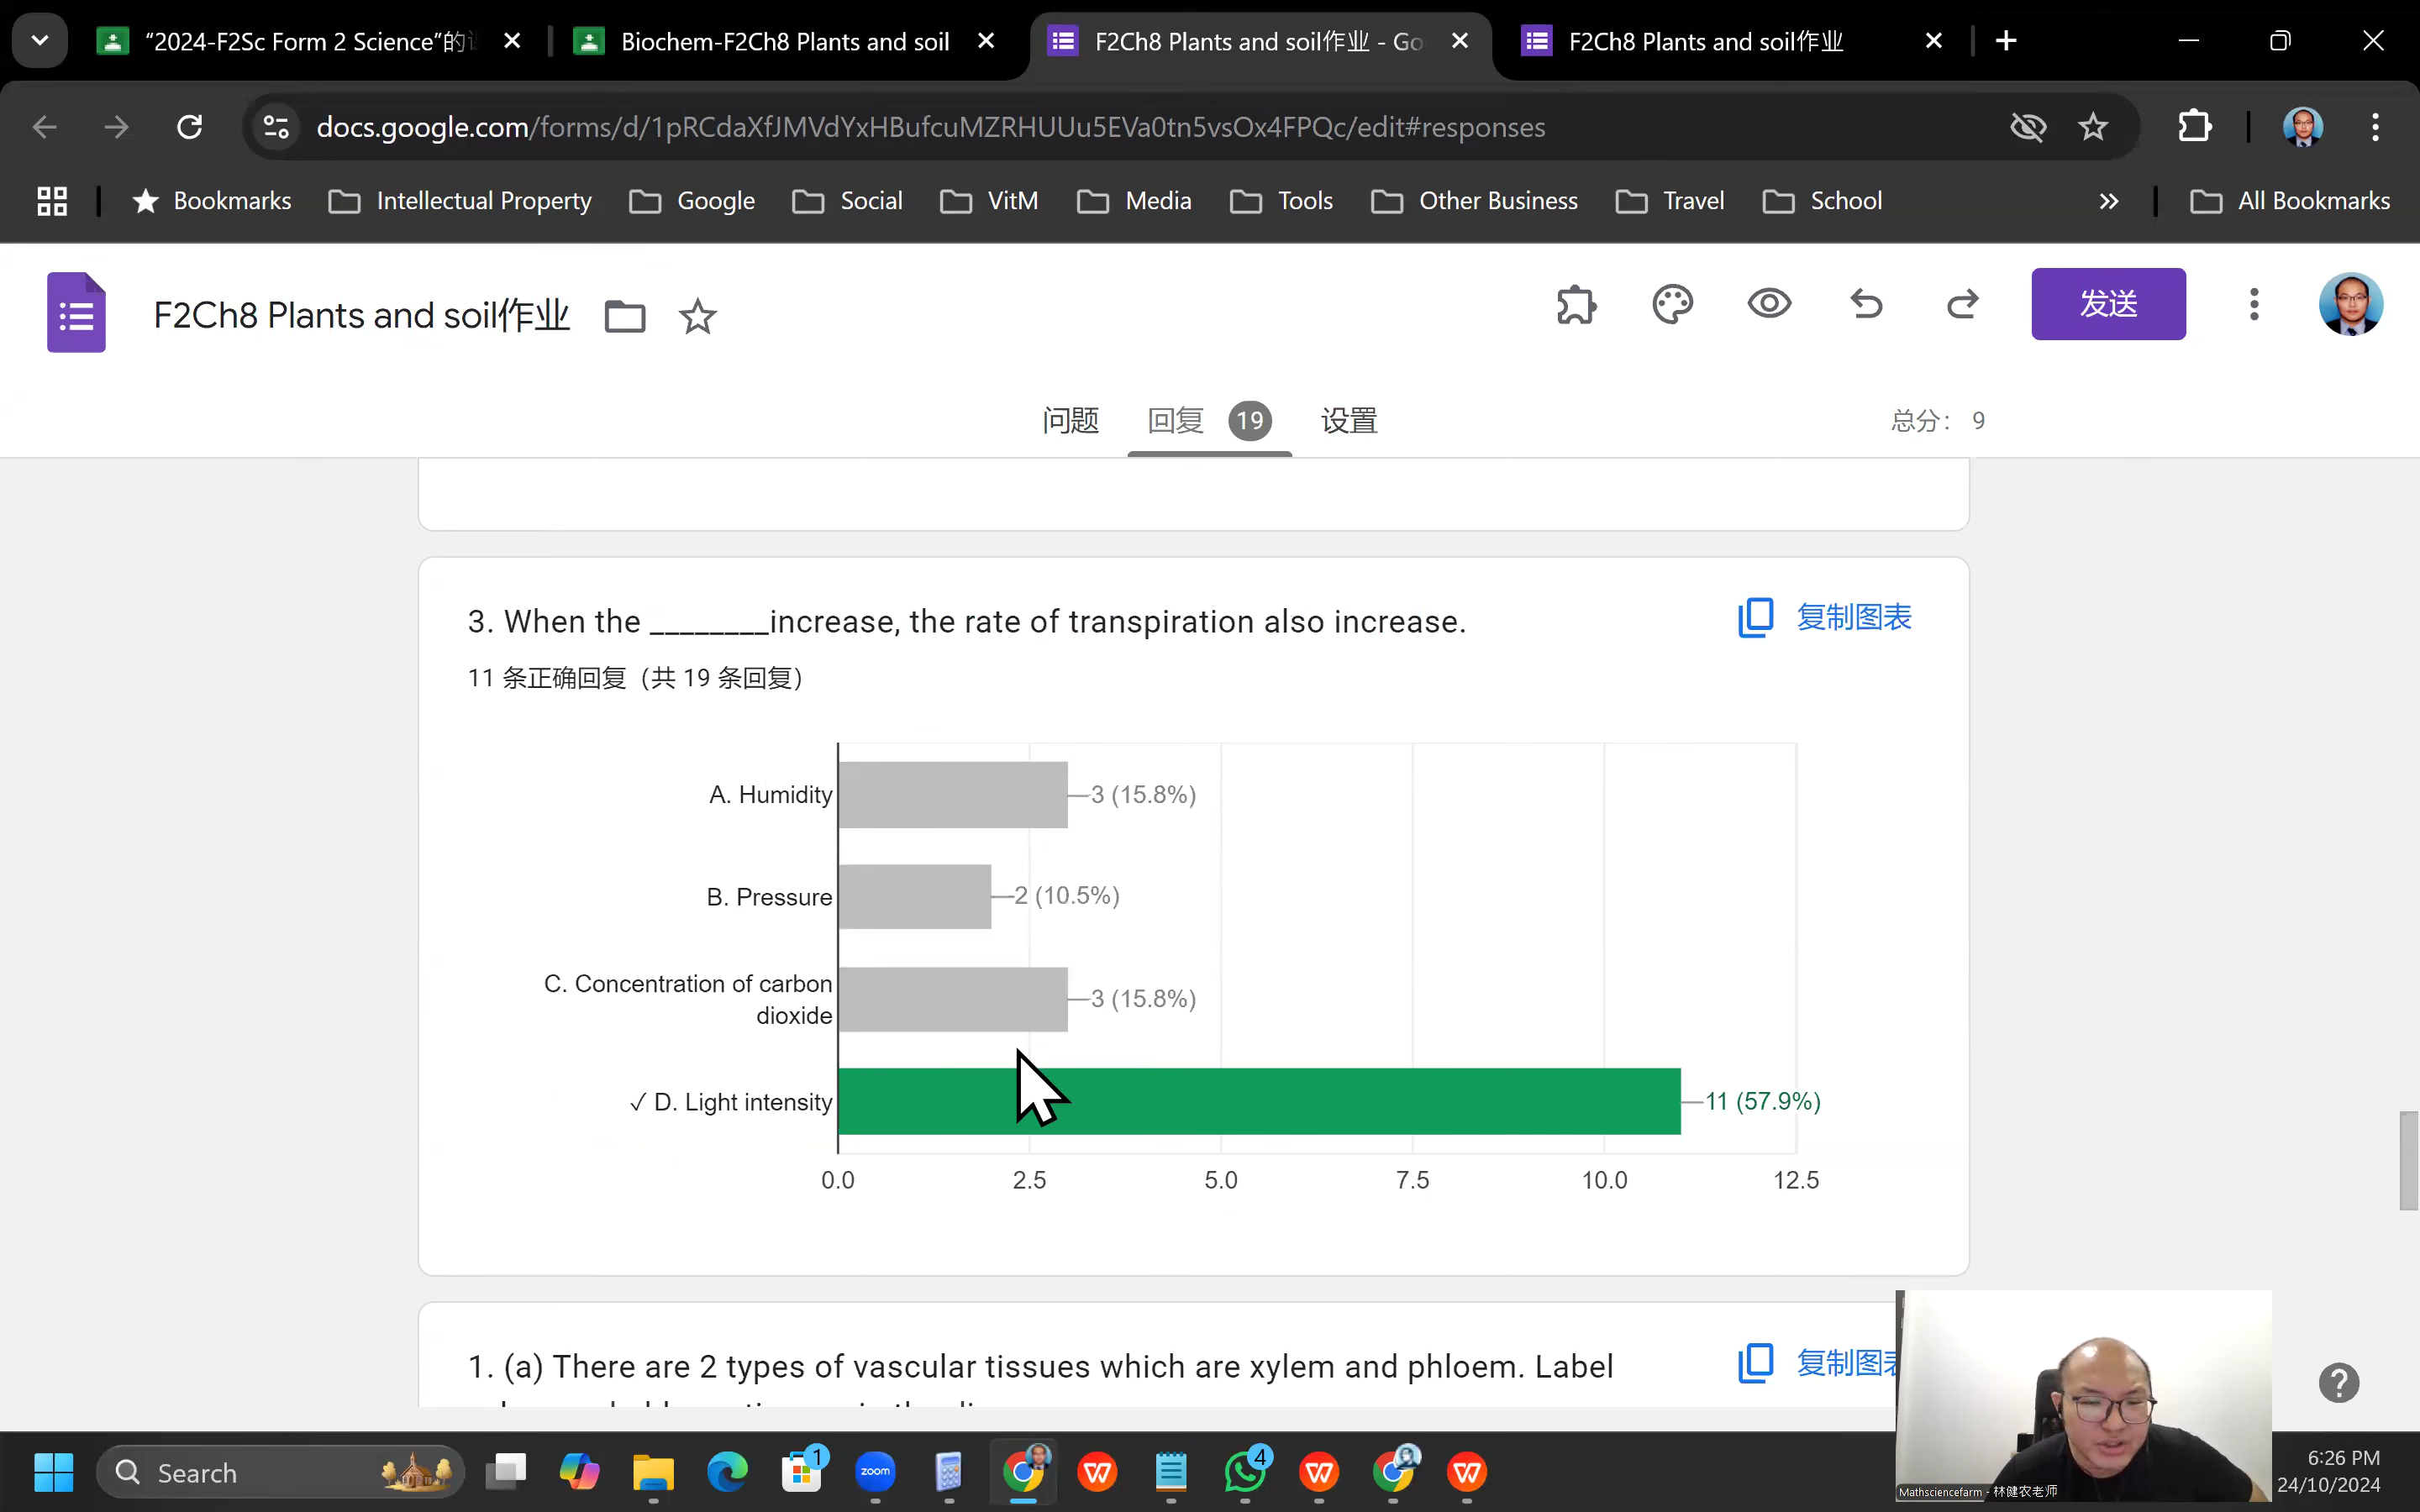 “2024-F2Sc Form 2 Science”的
Biochem-F2Ch8 Plants and soil
F2Ch8 Plants and soil作业 - Go
F2Ch8 Plants and soil作业
docs.google.com/forms/d/1pRCdaXfJMVdYxHBufcuMZRHUUu5EVa0tn5vsOx4FPQc/edit#responses
Bookmarks
Intellectual Property
Google
Social
VitM
Media
Tools
Other Business
Travel
School
All Bookmarks
F2Ch8 Plants and soil作业
发送
问题
回复 19
设置
总分： 9
3. When the ________increase, the rate of transpiration also increase.
复制图表
11 条正确回复（共 19 条回复）
A. Humidity
3 (15.8%)
B. Pressure
2 (10.5%)
C. Concentration of carbon
dioxide
3 (15.8%)
✓ D. Light intensity
11 (57.9%)
0.0 2.5 5.0 7.5 10.0 12.5
1. (a) There are 2 types of vascular tissues which are xylem and phloem. Label
复制图表
Mathsciencefarm - 林健农老师
Search
1
zoom
4
6:26 PM
24/10/2024